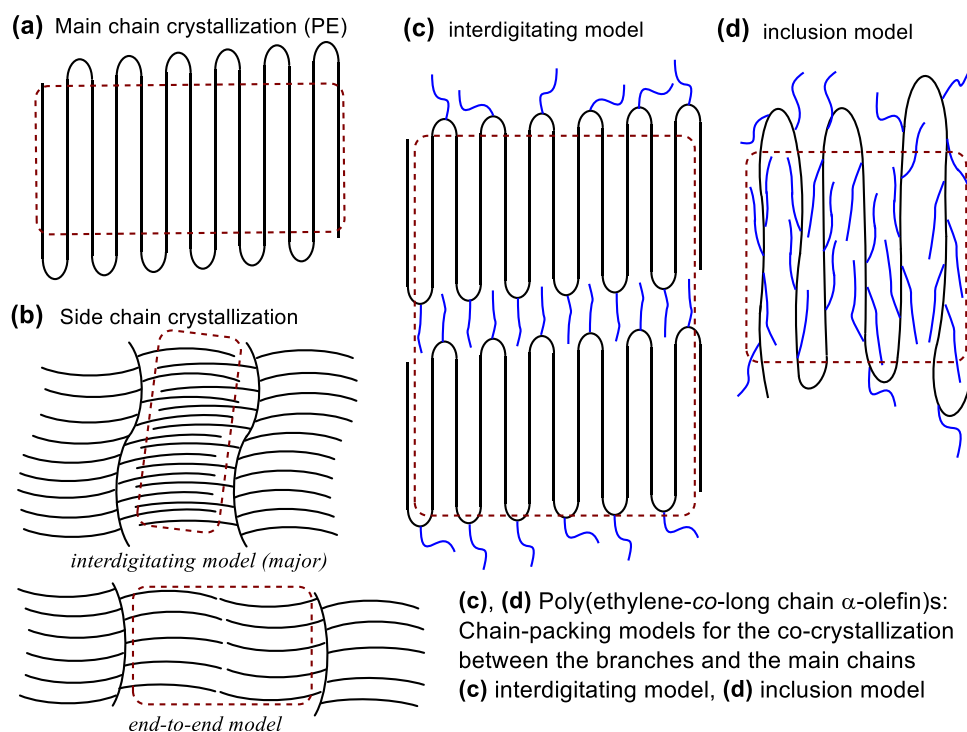 (a) Main chain crystallization (PE)
(b) Side chain crystallization
interdigitating model (major)
end-to-end model
(c) interdigitating model
(d) inclusion model
(c), (d) Poly(ethylene-co-long chain α-olefin)s:
Chain-packing models for the co-crystallization
between the branches and the main chains
(c) interdigitating model, (d) inclusion model